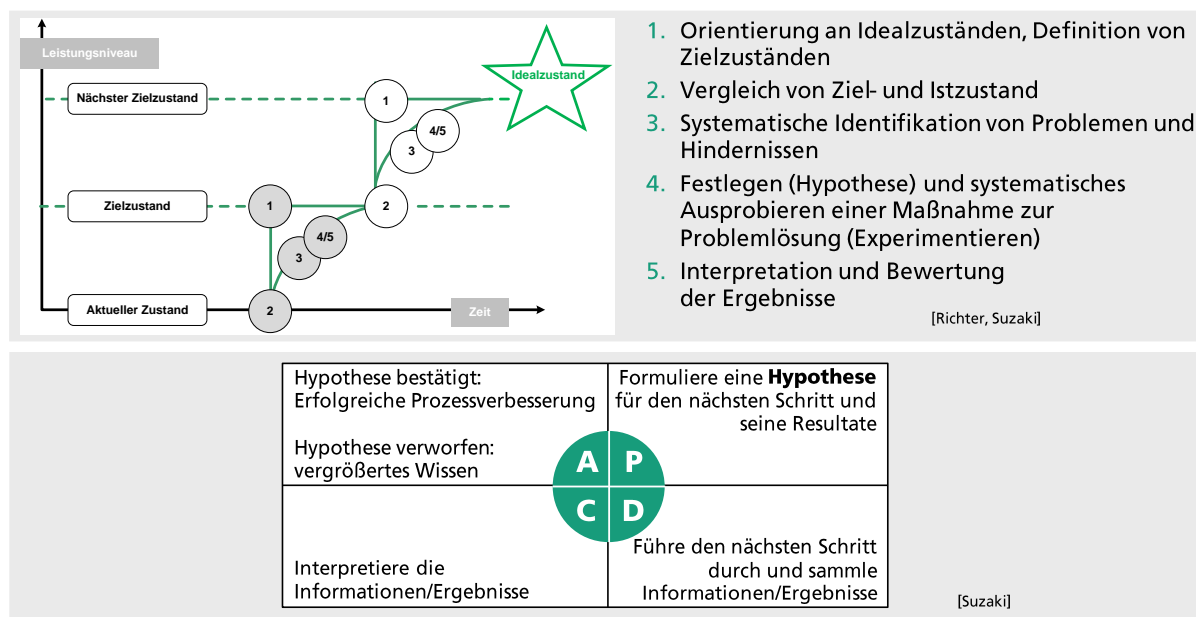 Leistungsniveau
Idealzustand
Nächster Zielzustand
1
4/5
3
Zielzustand
1
2
4/5
3
Aktueller Zustand
2
Zeit
1. Orientierung an Idealzuständen, Definition von
Zielzuständen
2. Vergleich von Ziel- und Istzustand
3. Systematische Identifikation von Problemen und
Hindernissen
4. Festlegen (Hypothese) und systematisches
Ausprobieren einer Maßnahme zur
Problemlösung (Experimentieren)
5. Interpretation und Bewertung
der Ergebnisse
[Richter, Suzaki]
Hypothese bestätigt:
Erfolgreiche Prozessverbesserung
Hypothese verworfen:
vergrößertes Wissen
Formuliere eine Hypothese
für den nächsten Schritt und
seine Resultate
A P
C D
Interpretiere die
Informationen/Ergebnisse
Führe den nächsten Schritt
durch und sammle
Informationen/Ergebnisse
[Suzaki]